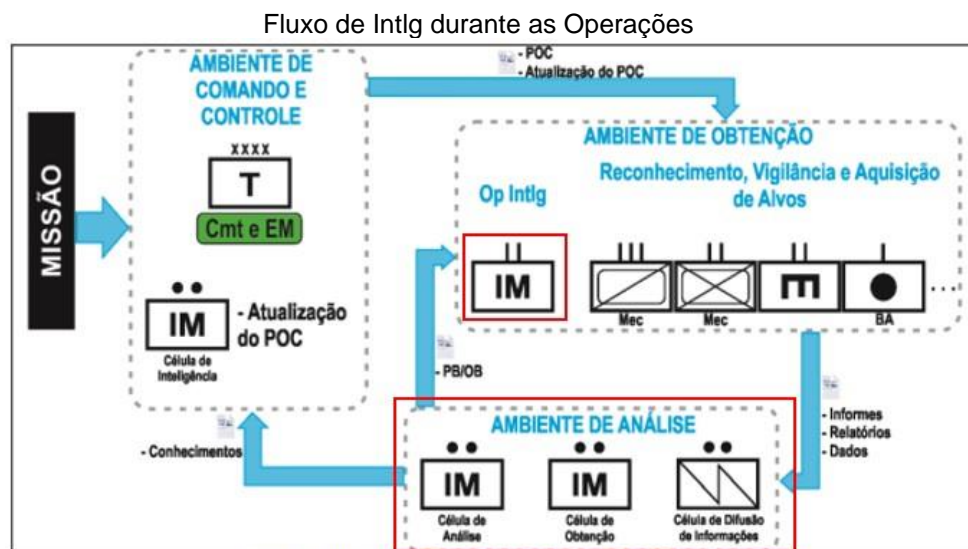 Fluxo de Intlg durante as Operações
MISSÃO
AMBIENTE DE
COMANDO E
CONTROLE
XXXX
T
Cmt e EM
IM
- Atualização
do POC
Célula de
Inteligência
- POC
- Atualização do POC
AMBIENTE DE OBTENÇÃO
Op Intlg
Reconhecimento, Vigilância e Aquisição
de Alvos
IM
Mec
Mec
BA
...
- PB/OB
- Informes
- Relatórios
- Dados
- Conhecimentos
AMBIENTE DE ANÁLISE
IM
Célula de
Análise
IM
Célula de
Obtenção
Célula de Difusão
de Informações